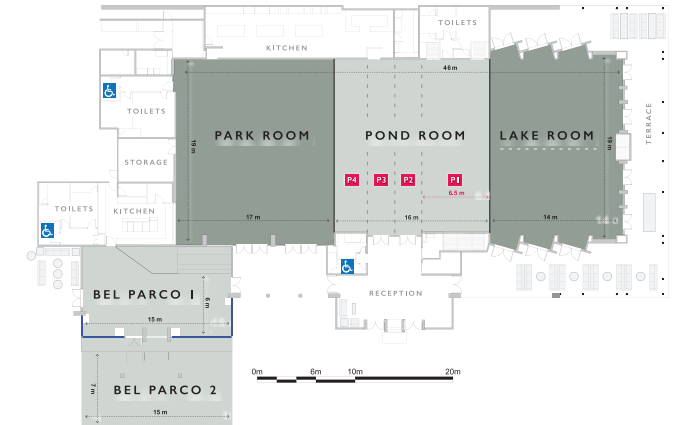 TOILETS
KITCHEN
46 m
TOILETS
PARK ROOM
POND ROOM
LAKE ROOM
TERRACE
STORAGE
19 m
19 m
P4
P3
P2
P1
6.5 m
TOILETS
KITCHEN
17 m
16 m
14 m
RECEPTION
BEL PARCO 1
6 m
15 m
BEL PARCO 2
7 m
15 m
0m
6m
10m
20m